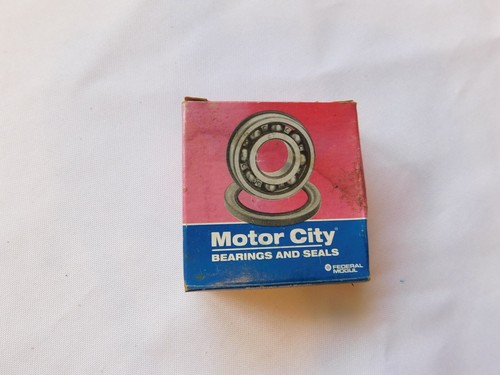 Motor City®
BEARINGS AND SEALS
FEDERAL
MOGUL